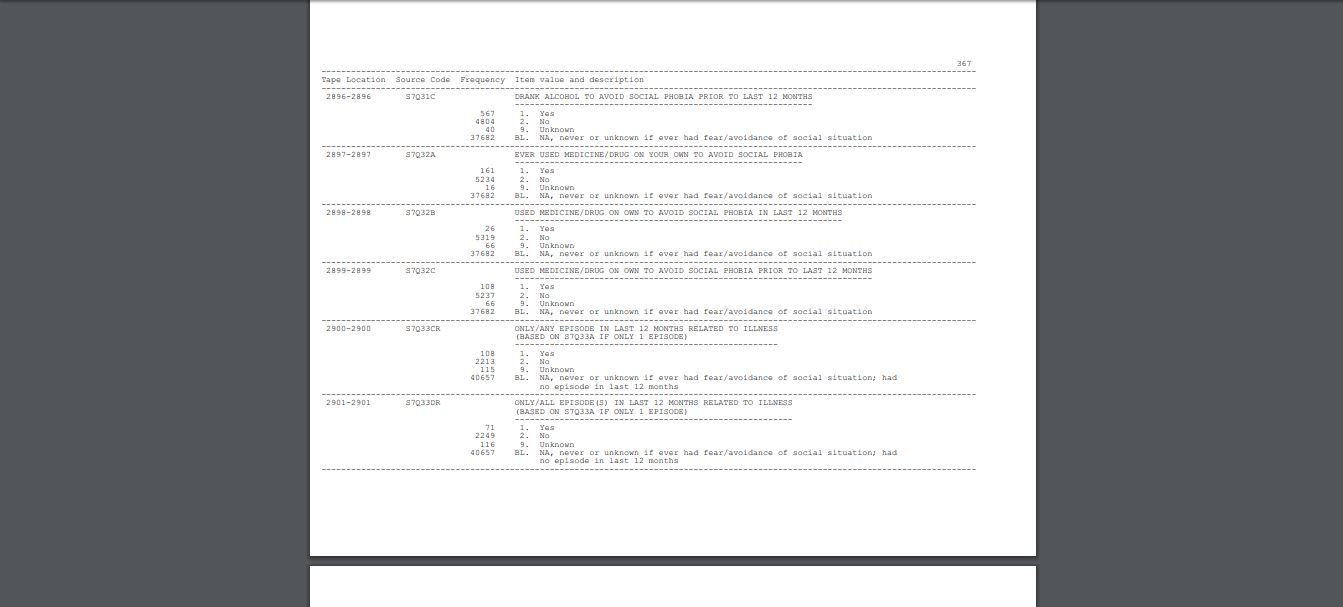 367
Tape Location Source Code Frequency Item value and description
2896-2896 S7Q31C DRANK ALCOHOL TO AVOID SOCIAL PHOBIA PRIOR TO LAST 12 MONTHS
567 1. Yes
4804 2. No
40 9. Unknown
37682 BL. NA, never or unknown if ever had fear/avoidance of social situation
2897-2897 S7Q32A EVER USED MEDICINE/DRUG ON YOUR OWN TO AVOID SOCIAL PHOBIA
161 1. Yes
5234 2. No
16 9. Unknown
37682 BL. NA, never or unknown if ever had fear/avoidance of social situation
2898-2898 S7Q32B USED MEDICINE/DRUG ON OWN TO AVOID SOCIAL PHOBIA IN LAST 12 MONTHS
26 1. Yes
5319 2. No
66 9. Unknown
37682 BL. NA, never or unknown if ever had fear/avoidance of social situation
2899-2899 S7Q32C USED MEDICINE/DRUG ON OWN TO AVOID SOCIAL PHOBIA PRIOR TO LAST 12 MONTHS
108 1. Yes
5237 2. No
66 9. Unknown
37682 BL. NA, never or unknown if ever had fear/avoidance of social situation
2900-2900 S7Q33CR ONLY/ANY EPISODE IN LAST 12 MONTHS RELATED TO ILLNESS
(BASED ON S7Q33A IF ONLY 1 EPISODE)
108 1. Yes
2213 2. No
115 9. Unknown
40657 BL. NA, never or unknown if ever had fear/avoidance of social situation; had
no episode in last 12 months
2901-2901 S7Q33DR ONLY/ALL EPISODE(S) IN LAST 12 MONTHS RELATED TO ILLNESS
(BASED ON S7Q33A IF ONLY 1 EPISODE)
71 1. Yes
2249 2. No
116 9. Unknown
40657 BL. NA, never or unknown if ever had fear/avoidance of social situation; had
no episode in last 12 months